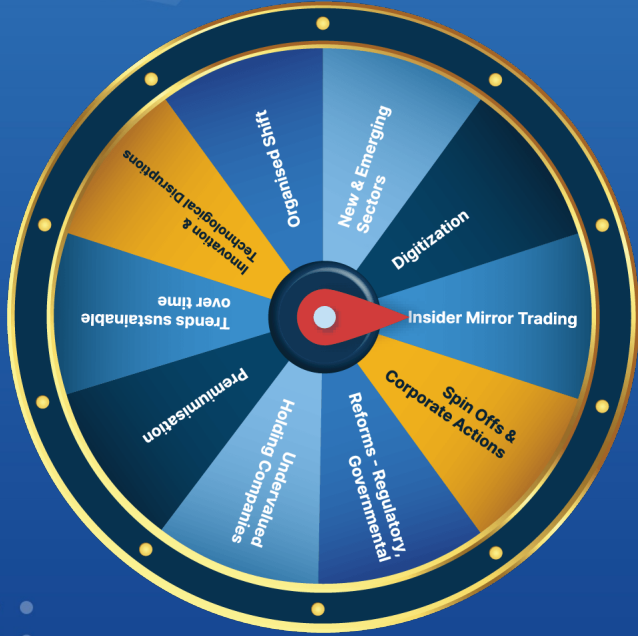 New & Emerging
Sectors
Digitization
Insider Mirror Trading
Spin Offs &
Corporate Actions
Reforms - Regulatory,
Governmental
Undervalued
Holding Companies
Premiumisation
Trends sustainable
over time
Innovation &
Technological Disruptions
Organised Shift